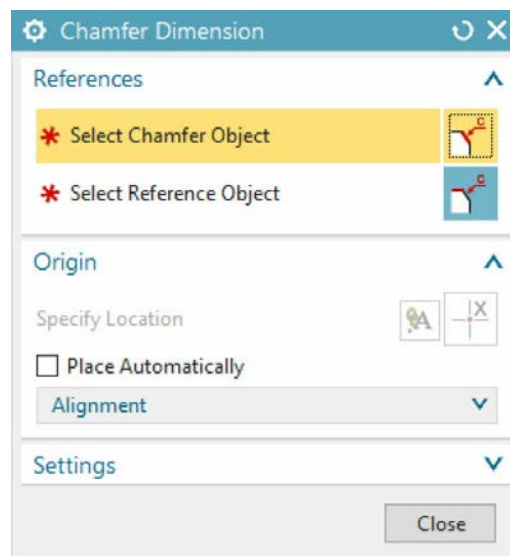 Chamfer Dimension
References
* Select Chamfer Object
* Select Reference Object
Origin
Specify Location
Place Automatically
Alignment
Settings
Close